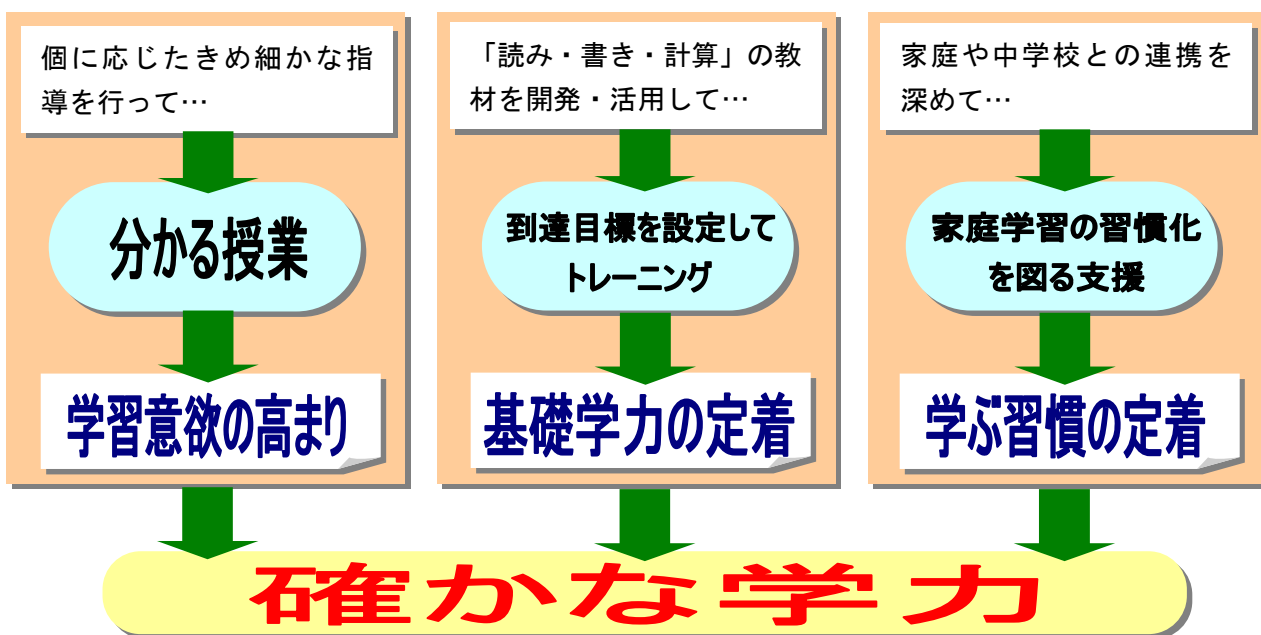 個に応じたきめ細かな指
導を行って…
分かる授業
学習意欲の高まり
「読み・書き・計算」の教
材を開発・活用して…
到達目標を設定して
トレーニング
基礎学力の定着
家庭や中学校との連携を
深めて…
家庭学習の習慣化
を図る支援
学ぶ習慣の定着
確かな学力